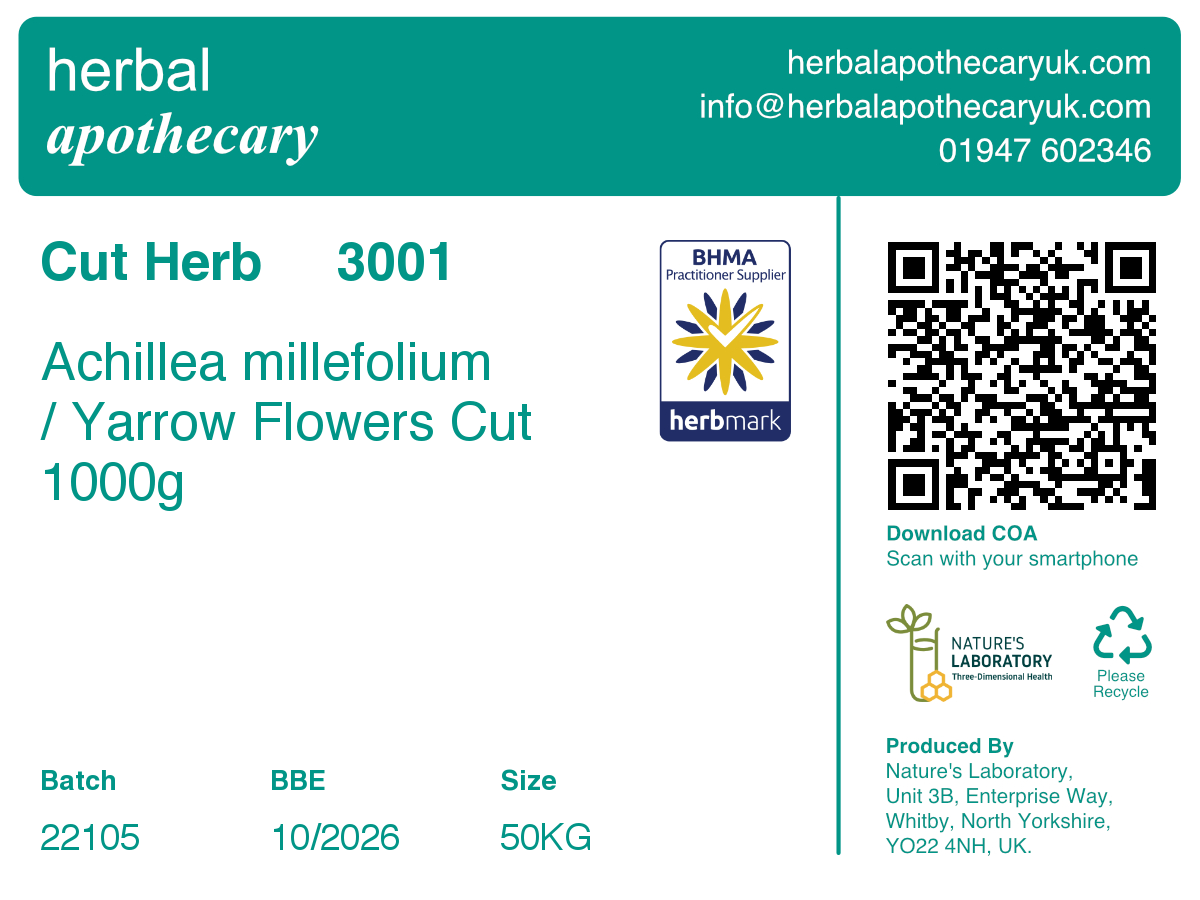 herbal
apothecary
herbalapothecaryuk.com
info@herbalapothecaryuk.com
01947 602346
Cut Herb 3001
Achillea millefolium
/ Yarrow Flowers Cut
1000g
BHMA
Practitioner Supplier
herbmark
Download COA
Scan with your smartphone
NATURE'S
LABORATORY
Three-Dimensional Health
Please
Recycle
Batch BBE Size
22105 10/2026 50KG
Produced By
Nature's Laboratory,
Unit 3B, Enterprise Way,
Whitby, North Yorkshire,
YO22 4NH, UK.